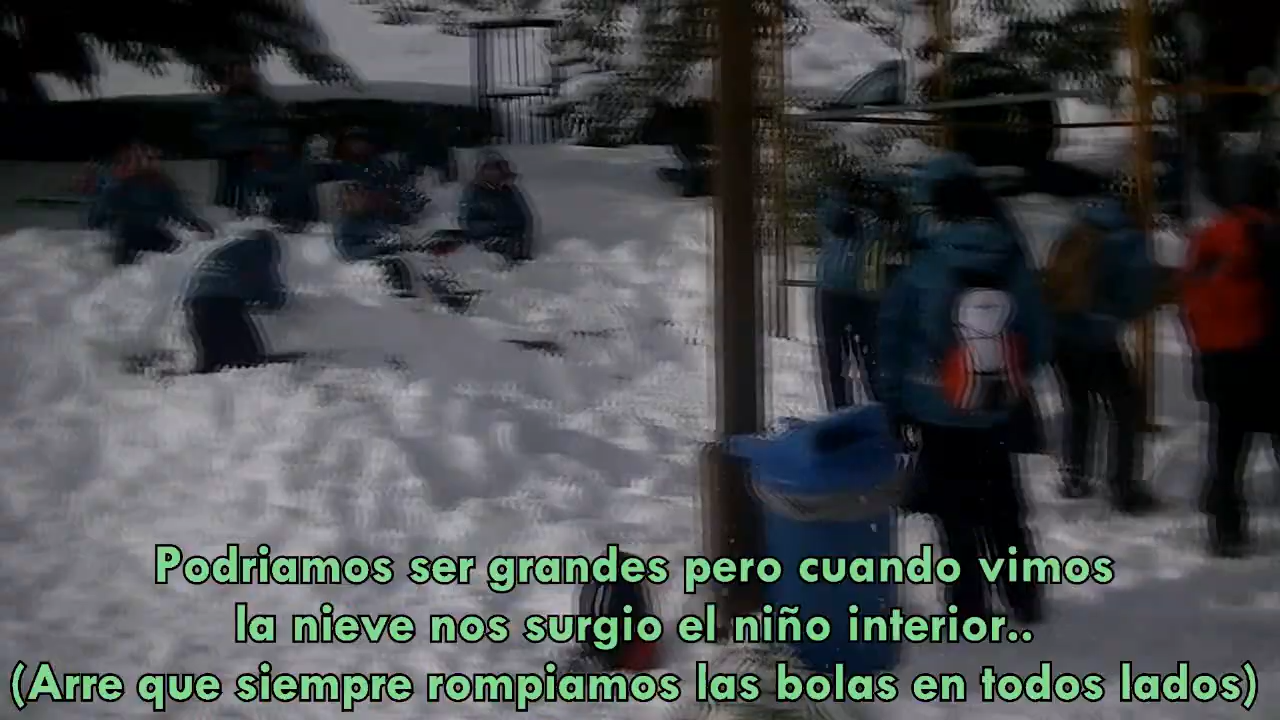 Podriamos ser grandes pero cuando vimos
la nieve nos surgio el niño interior..
(Arre que siempre rompiamos las bolas en todos lados)